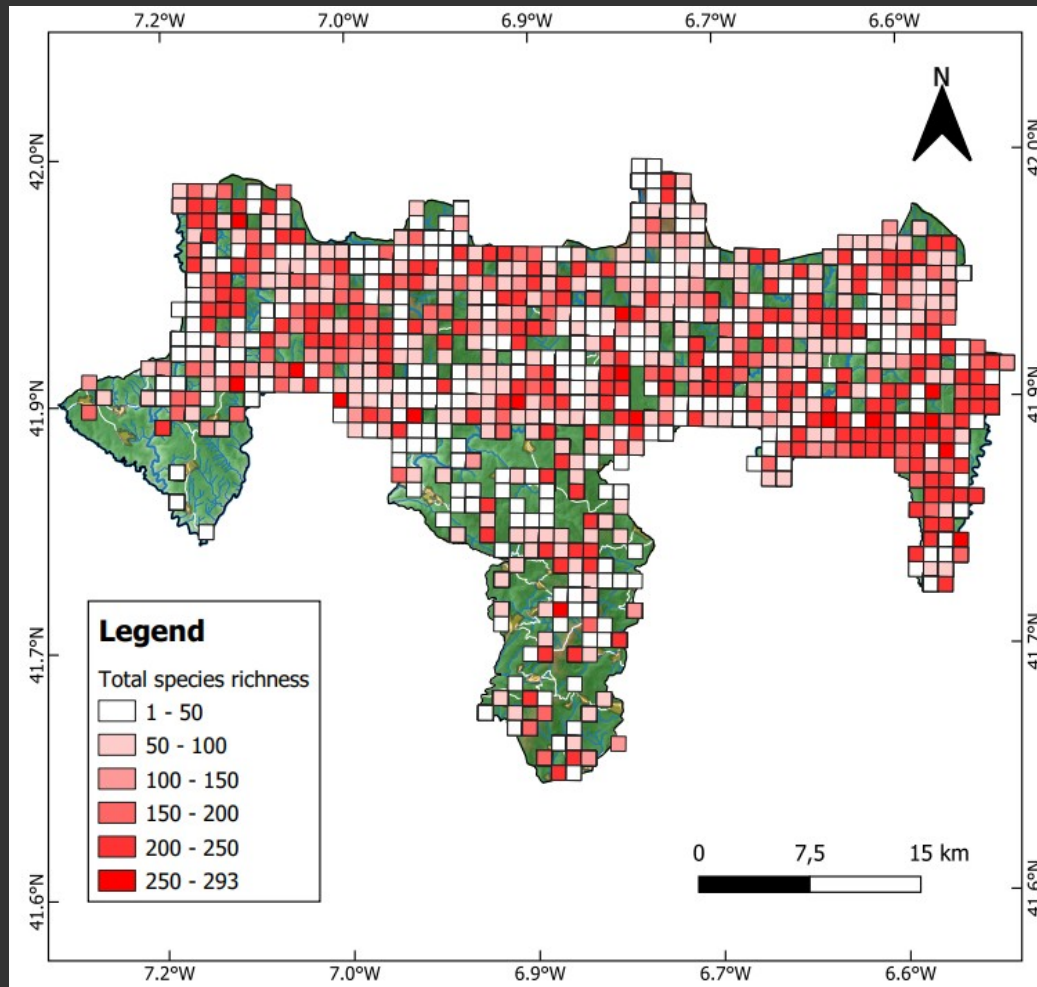 7.2°W 7.0°W 6.9°W 6.7°W 6.6°W
N
42.0°N 42.0°N
41.9°N 41.9°N
41.7°N 41.7°N
41.6°N 41.6°N
Legend
Total species richness
1 - 50
50 - 100
100 - 150
150 - 200
200 - 250
250 - 293
0 7,5 15 km
7.2°W 7.0°W 6.9°W 6.7°W 6.6°W